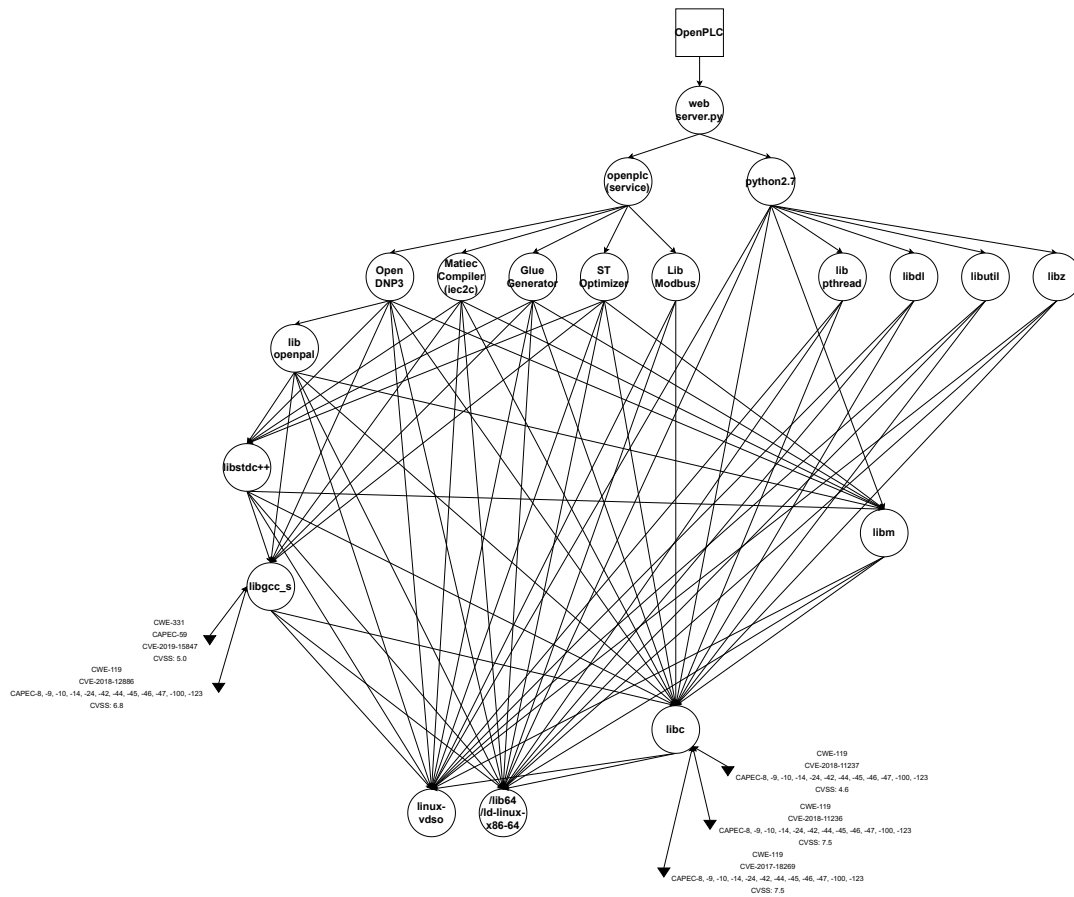 OpenPLC
web
server.py
openplc
(service)
python2.7
Open
DNP3
Matiec
Compiler
(iec2c)
Glue
Generator
ST
Optimizer
Lib
Modbus
lib
pthread
libdl
libutil
libz
lib
openpal
libstdc++
libm
libgcc_s
CWE-331
CAPEC-59
CVE-2019-15847
CVSS: 5.0
CWE-119
CVE-2018-12886
CAPEC-8, -9, -10, -14, -24, -42, -44, -45, -46, -47, -100, -123
CVSS: 6.8
libc
CWE-119
CVE-2018-11237
CAPEC-8, -9, -10, -14, -24, -42, -44, -45, -46, -47, -100, -123
CVSS: 4.6
linux-
vdso
/lib64
/ld-linux-
x86-64
CWE-119
CVE-2018-11236
CAPEC-8, -9, -10, -14, -24, -42, -44, -45, -46, -47, -100, -123
CVSS: 7.5
CWE-119
CVE-2017-18269
CAPEC-8, -9, -10, -14, -24, -42, -44, -45, -46, -47, -100, -123
CVSS: 7.5